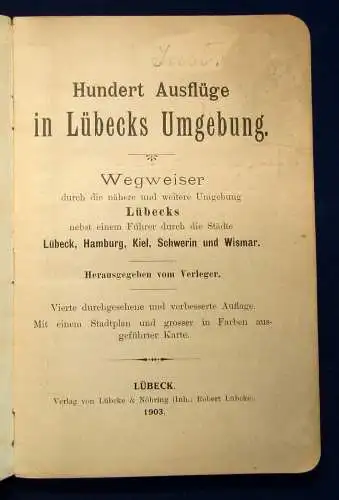 Hundert Ausflüge
in Lübecks Umgebung.
Wegweiser
durch die nähere und weitere Umgebung
Lübecks
nebst einem Führer durch die Städte
Lübeck, Hamburg, Kiel, Schwerin und Wismar.
Herausgegeben vom Verleger.
Vierte durchgesehene und verbesserte Auflage.
Mit einem Stadtplan und grosser in Farben aus-
geführter Karte.
LÜBECK.
Verlag von Lübcke & Nöhring (Inh.: Robert Lübcke).
1903.